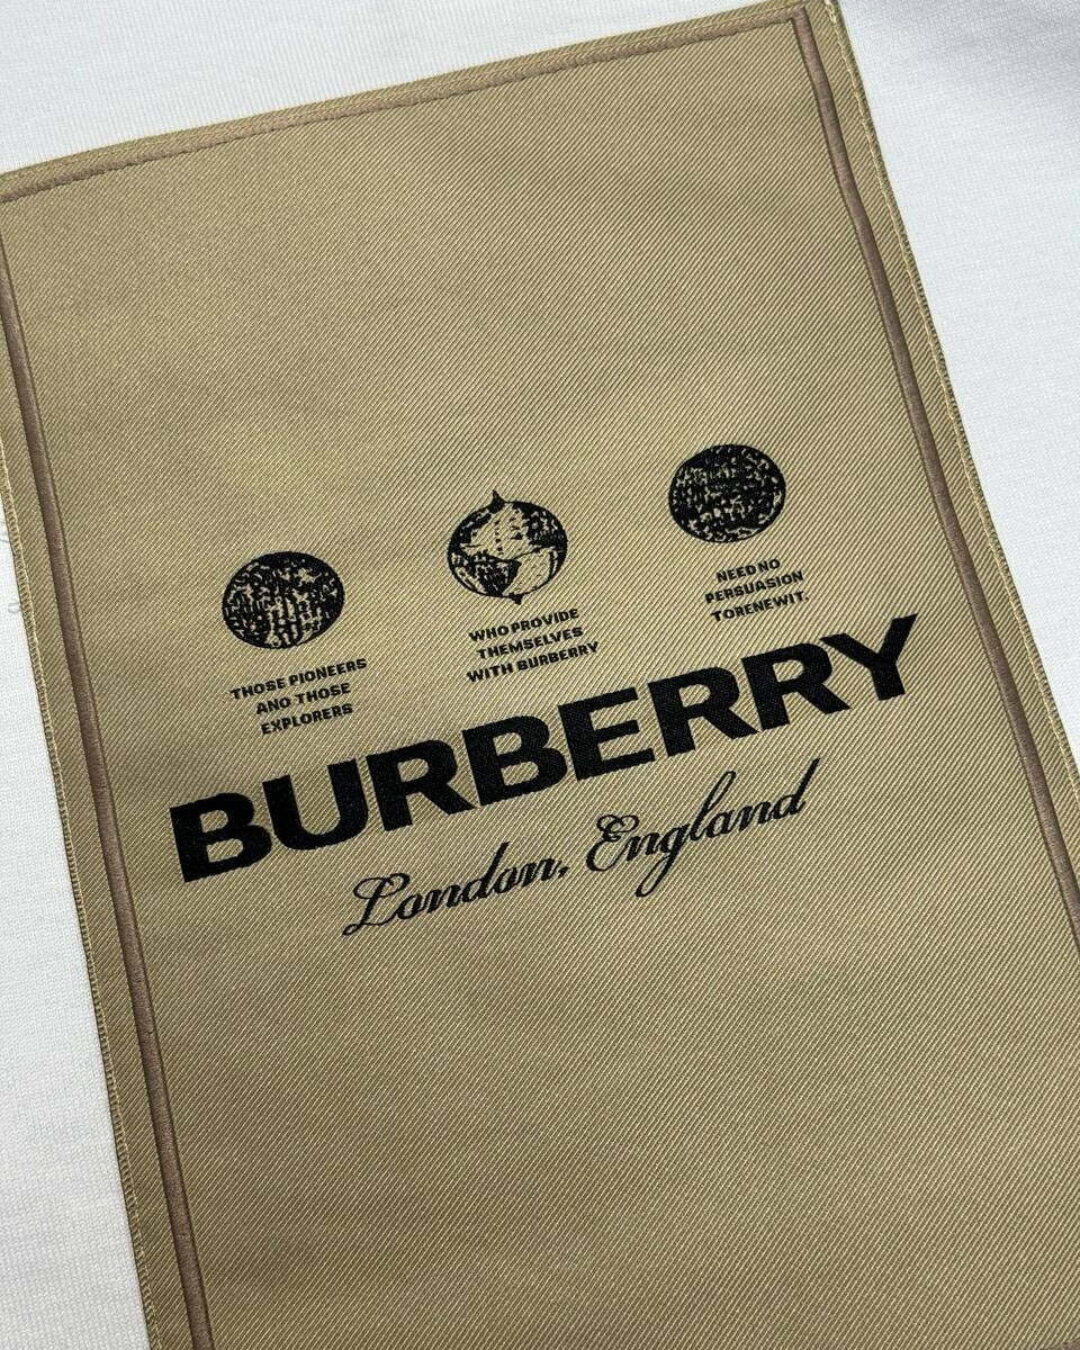 THOSE PIONEERS
AND THOSE
EXPLORERS
WHO PROVIDE
THEMSELVES
WITH BURBERRY
NEED NO
PERSUASION
TORENEWIT.
BURBERRY
London, England